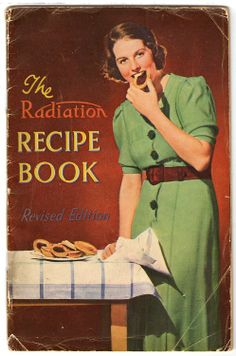 The
Radiation
RECIPE
BOOK
Revised Edition